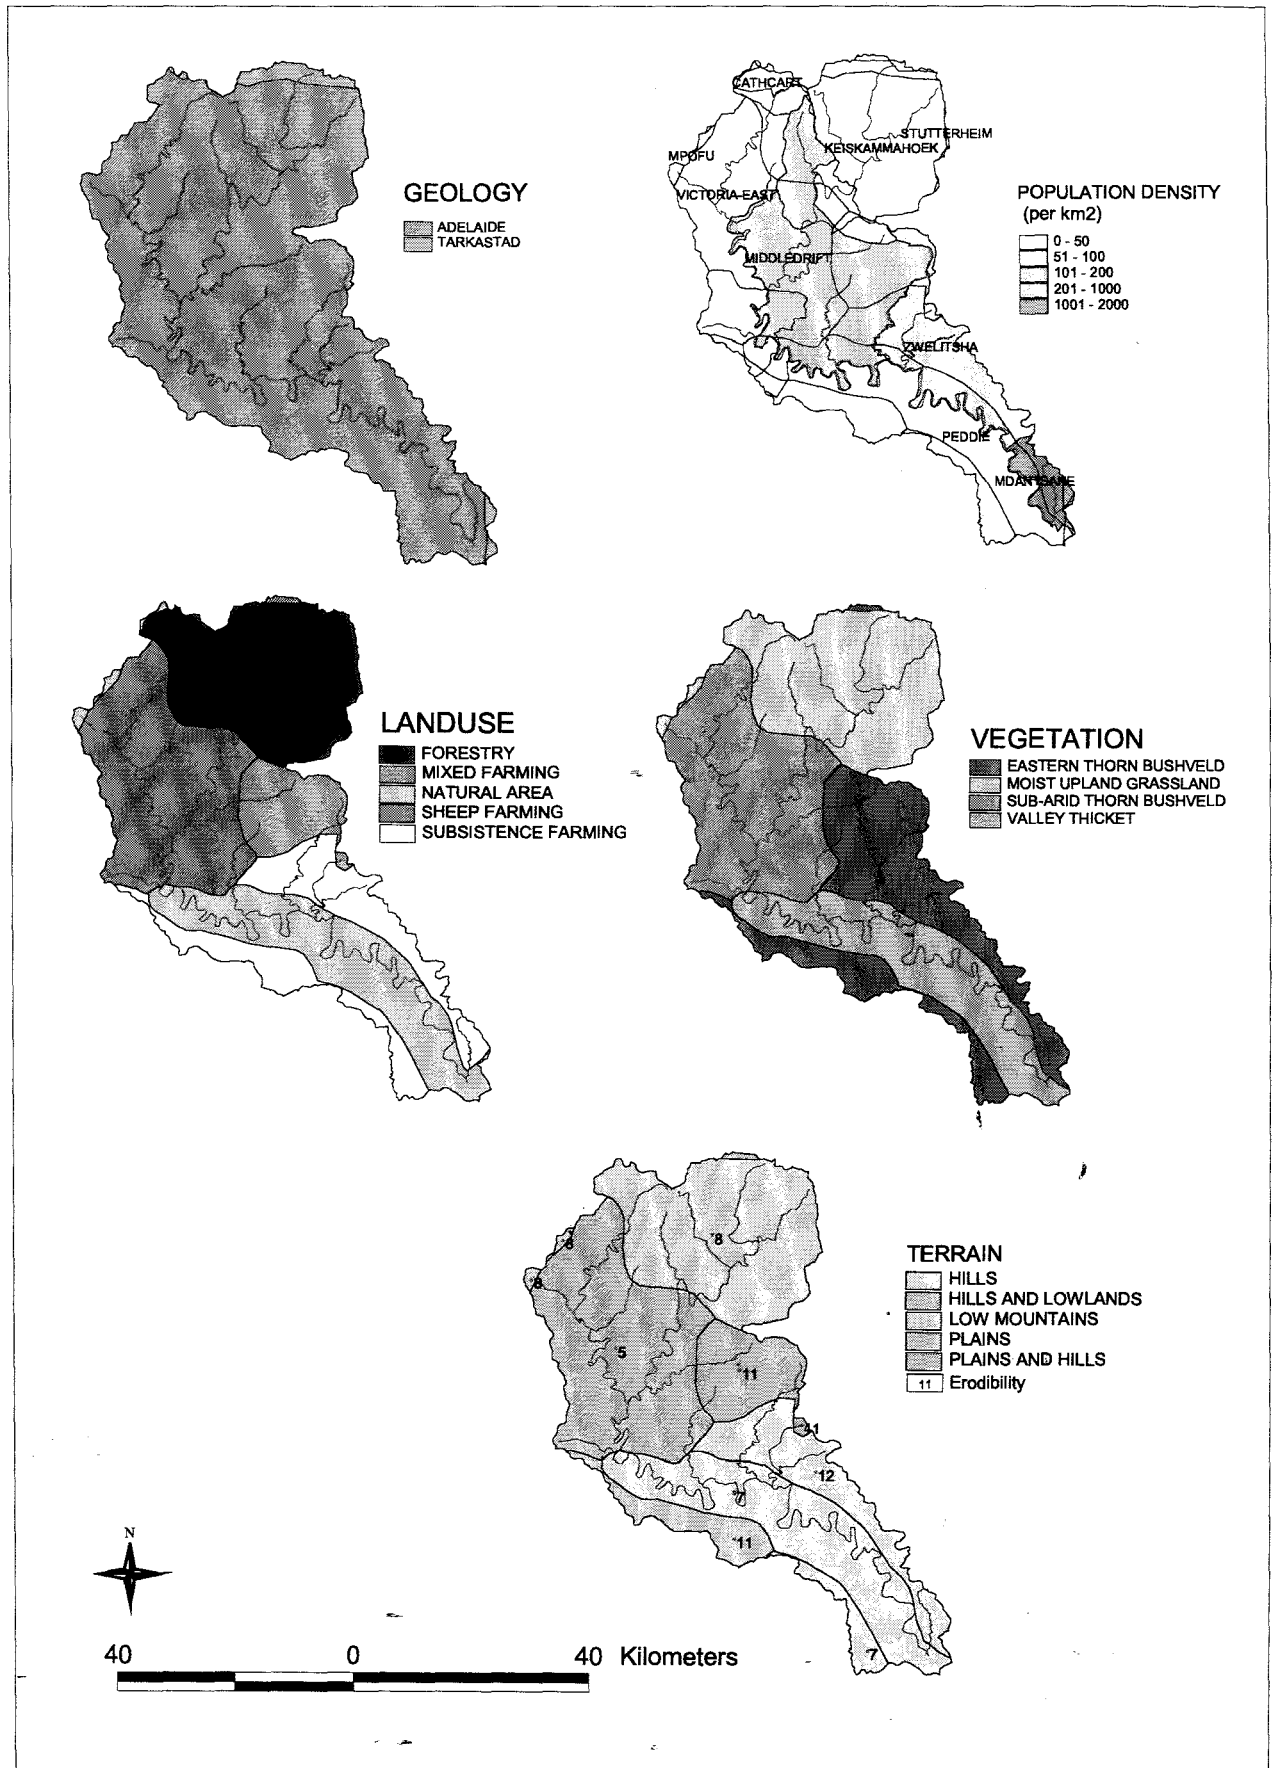 CATHCART
STUTTERHEIM
KEISKAMMAHOEK
MPOFU
VICTORIA-EAST
MIDDLEDRIFT
ZWELITSHA
PEDDIE
MDANTSANE
GEOLOGY
ADELAIDE
TARKASTAD
POPULATION DENSITY
(per km2)
0 - 50
51 - 100
101 - 200
201 - 1000
1001 - 2000
LANDUSE
FORESTRY
MIXED FARMING
NATURAL AREA
SHEEP FARMING
SUBSISTENCE FARMING
VEGETATION
EASTERN THORN BUSHVELD
MOIST UPLAND GRASSLAND
SUB-ARID THORN BUSHVELD
VALLEY THICKET
8
8
8
5
11
11
12
7
11
7
TERRAIN
HILLS
HILLS AND LOWLANDS
LOW MOUNTAINS
PLAINS
PLAINS AND HILLS
11 Erodibility
N
40 0 40 Kilometers